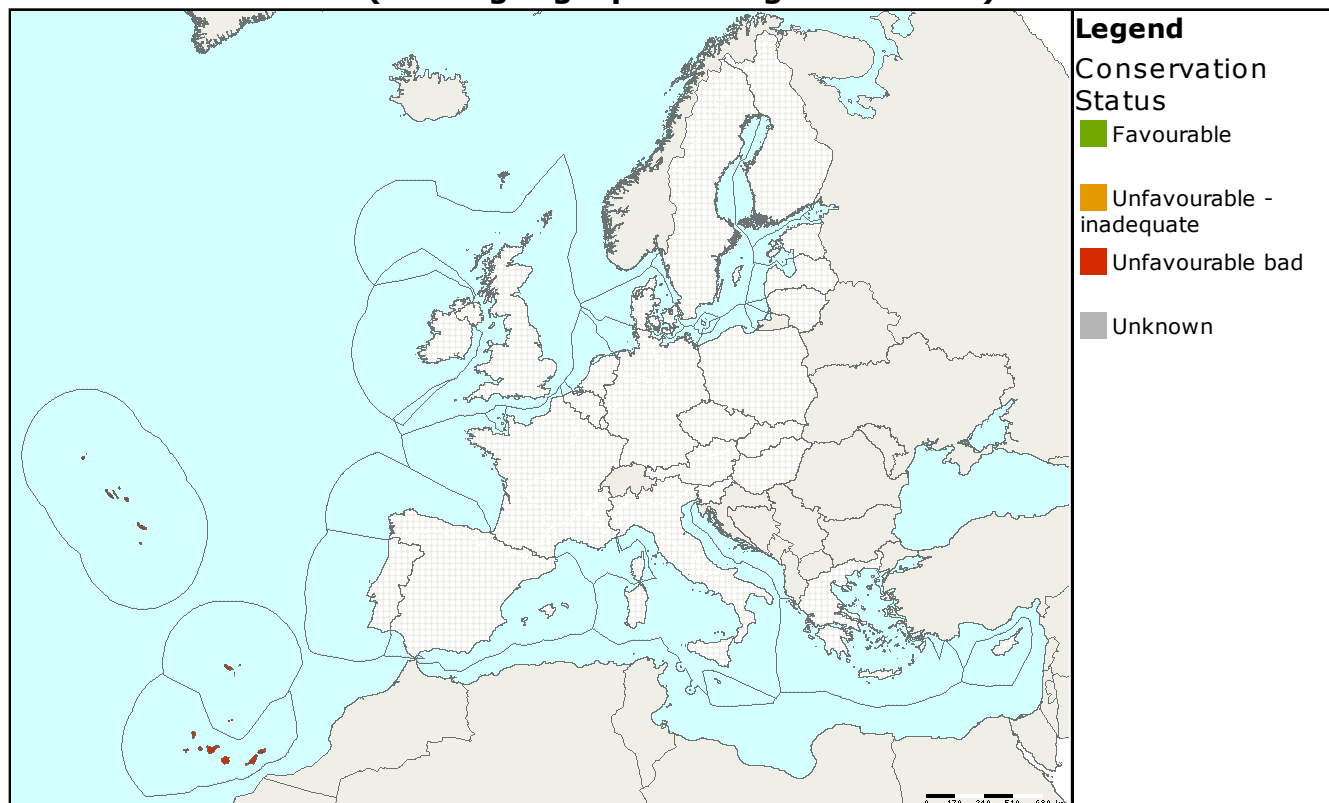 Legend
Conservation
Status
Favourable
Unfavourable -
inadequate
Unfavourable bad
Unknown